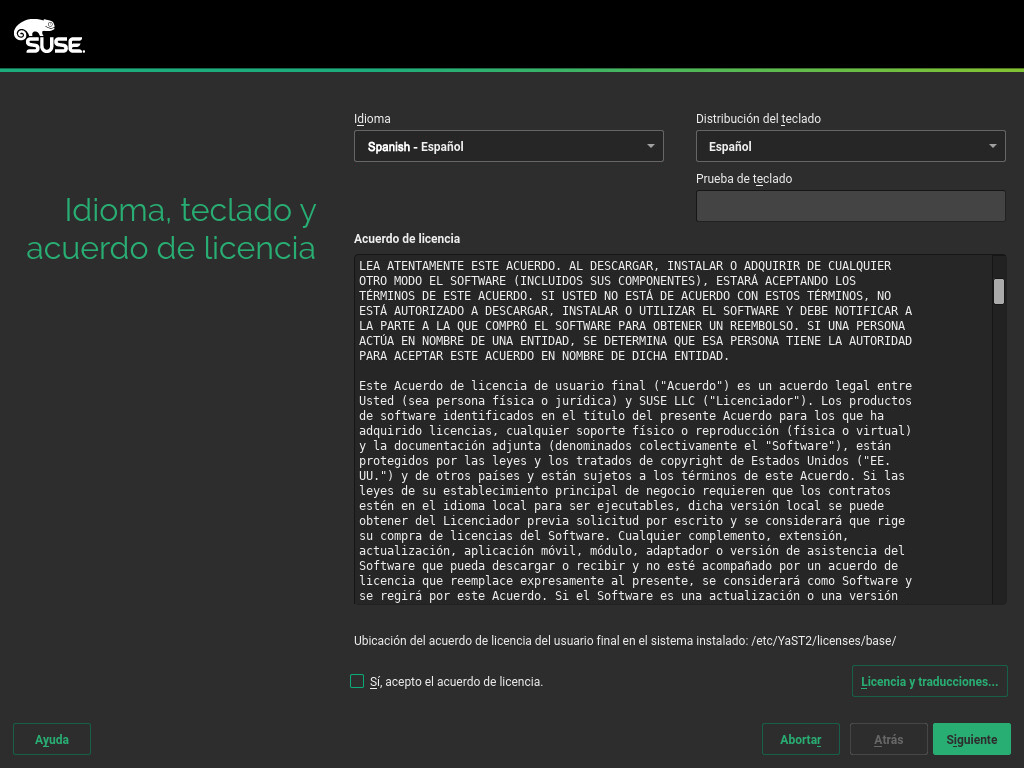 SUSE.
Idioma
Distribución del teclado
Spanish - Español
Español
Prueba de teclado
Idioma, teclado y
acuerdo de licencia
Acuerdo de licencia
LEA ATENTAMENTE ESTE ACUERDO. AL DESCARGAR, INSTALAR O ADQUIRIR DE CUALQUIER
OTRO MODO EL SOFTWARE (INCLUIDOS SUS COMPONENTES), ESTARÁ ACEPTANDO LOS
TÉRMINOS DE ESTE ACUERDO. SI USTED NO ESTÁ DE ACUERDO CON ESTOS TÉRMINOS, NO
ESTÁ AUTORIZADO A DESCARGAR, INSTALAR O UTILIZAR EL SOFTWARE Y DEBE NOTIFICAR A
LA PARTE A LA QUE COMPRÓ EL SOFTWARE PARA OBTENER UN REEMBOLSO. SI UNA PERSONA
ACTÚA EN NOMBRE DE UNA ENTIDAD, SE DETERMINA QUE ESA PERSONA TIENE LA AUTORIDAD
PARA ACEPTAR ESTE ACUERDO EN NOMBRE DE DICHA ENTIDAD.
Este Acuerdo de licencia de usuario final ("Acuerdo") es un acuerdo legal entre
Usted (sea persona física o jurídica) y SUSE LLC ("Licenciador"). Los productos
de software identificados en el título del presente Acuerdo para los que ha
adquirido licencias, cualquier soporte físico o reproducción (física o virtual)
y la documentación adjunta (denominados colectivamente el "Software"), están
protegidos por las leyes y los tratados de copyright de Estados Unidos ("EE.
UU.") y de otros países y están sujetos a los términos de este Acuerdo. Si las
leyes de su establecimiento principal de negocio requieren que los contratos
estén en el idioma local para ser ejecutables, dicha versión local se puede
obtener del Licenciador previa solicitud por escrito y se considerará que rige
su compra de licencias del Software. Cualquier complemento, extensión,
actualización, aplicación móvil, módulo, adaptador o versión de asistencia del
Software que pueda descargar o recibir y no esté acompañado por un acuerdo de
licencia que reemplace expresamente al presente, se considerará como Software y
se regirá por este Acuerdo. Si el Software es una actualización o una versión
Ubicación del acuerdo de licencia del usuario final en el sistema instalado: /etc/YaST2/licenses/base/
Sí, acepto el acuerdo de licencia.
Licencia y traducciones...
Ayuda
Abortar
Atrás
Siguiente